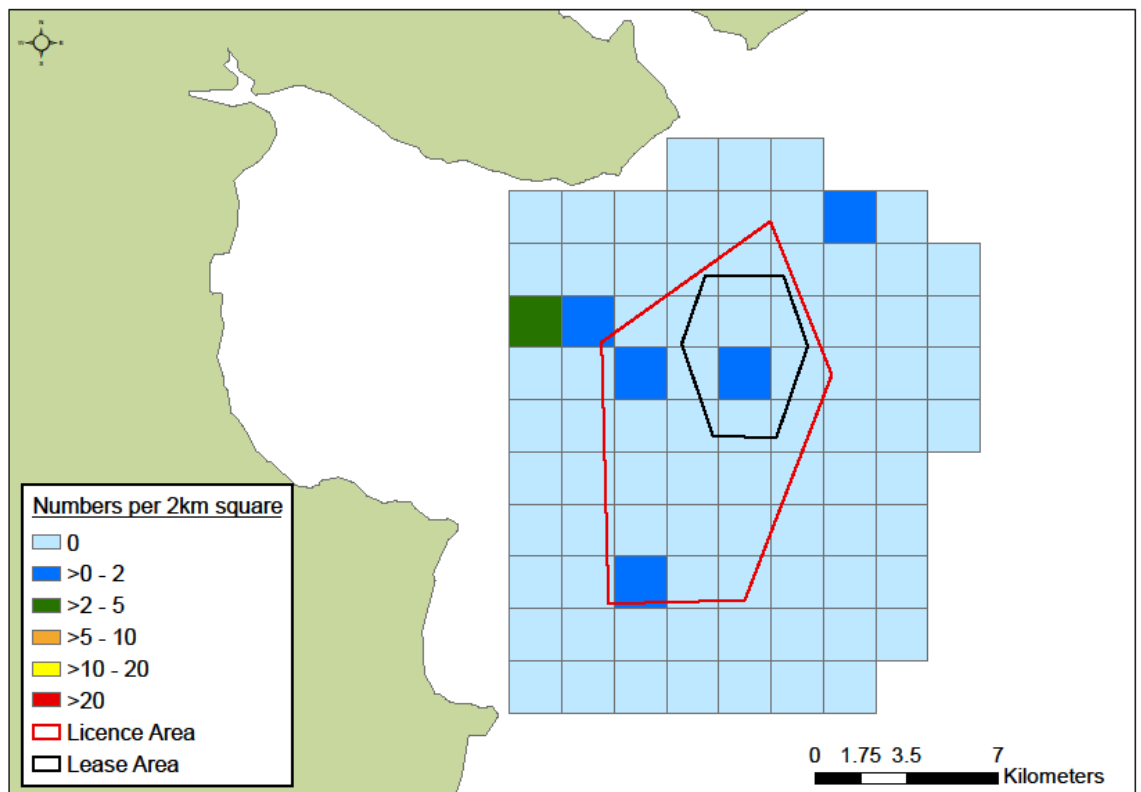 N
E
S
Numbers per 2km square
0
>0 - 2
>2 - 5
>5 - 10
>10 - 20
>20
Licence Area
Lease Area
0 1.75 3.5 7
Kilometers